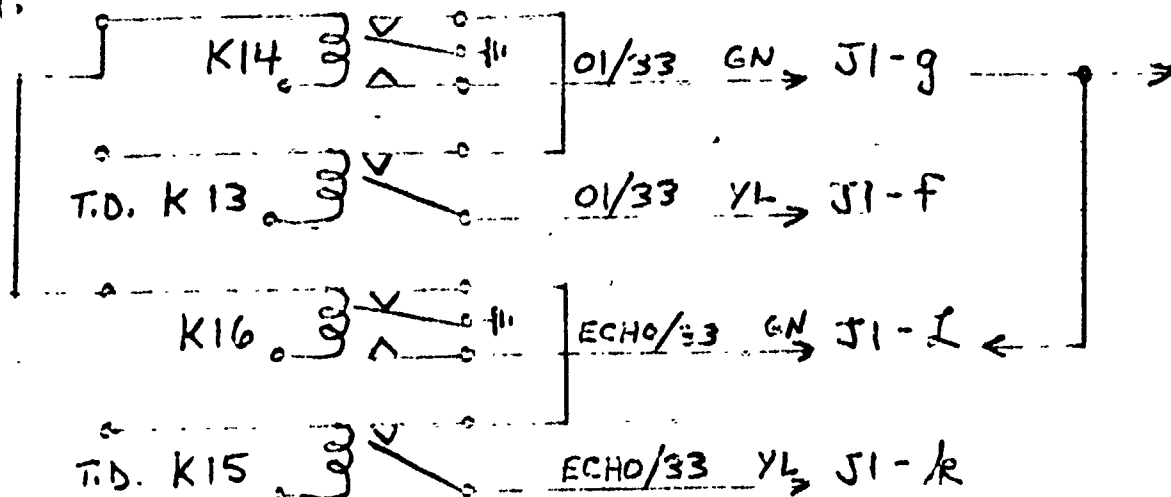 K14 01/33 GN J1-g
T.D. K13 01/33 YL J1-f
K16 ECHO/33 GN J1-L
T.D. K15 ECHO/33 YL J1-k